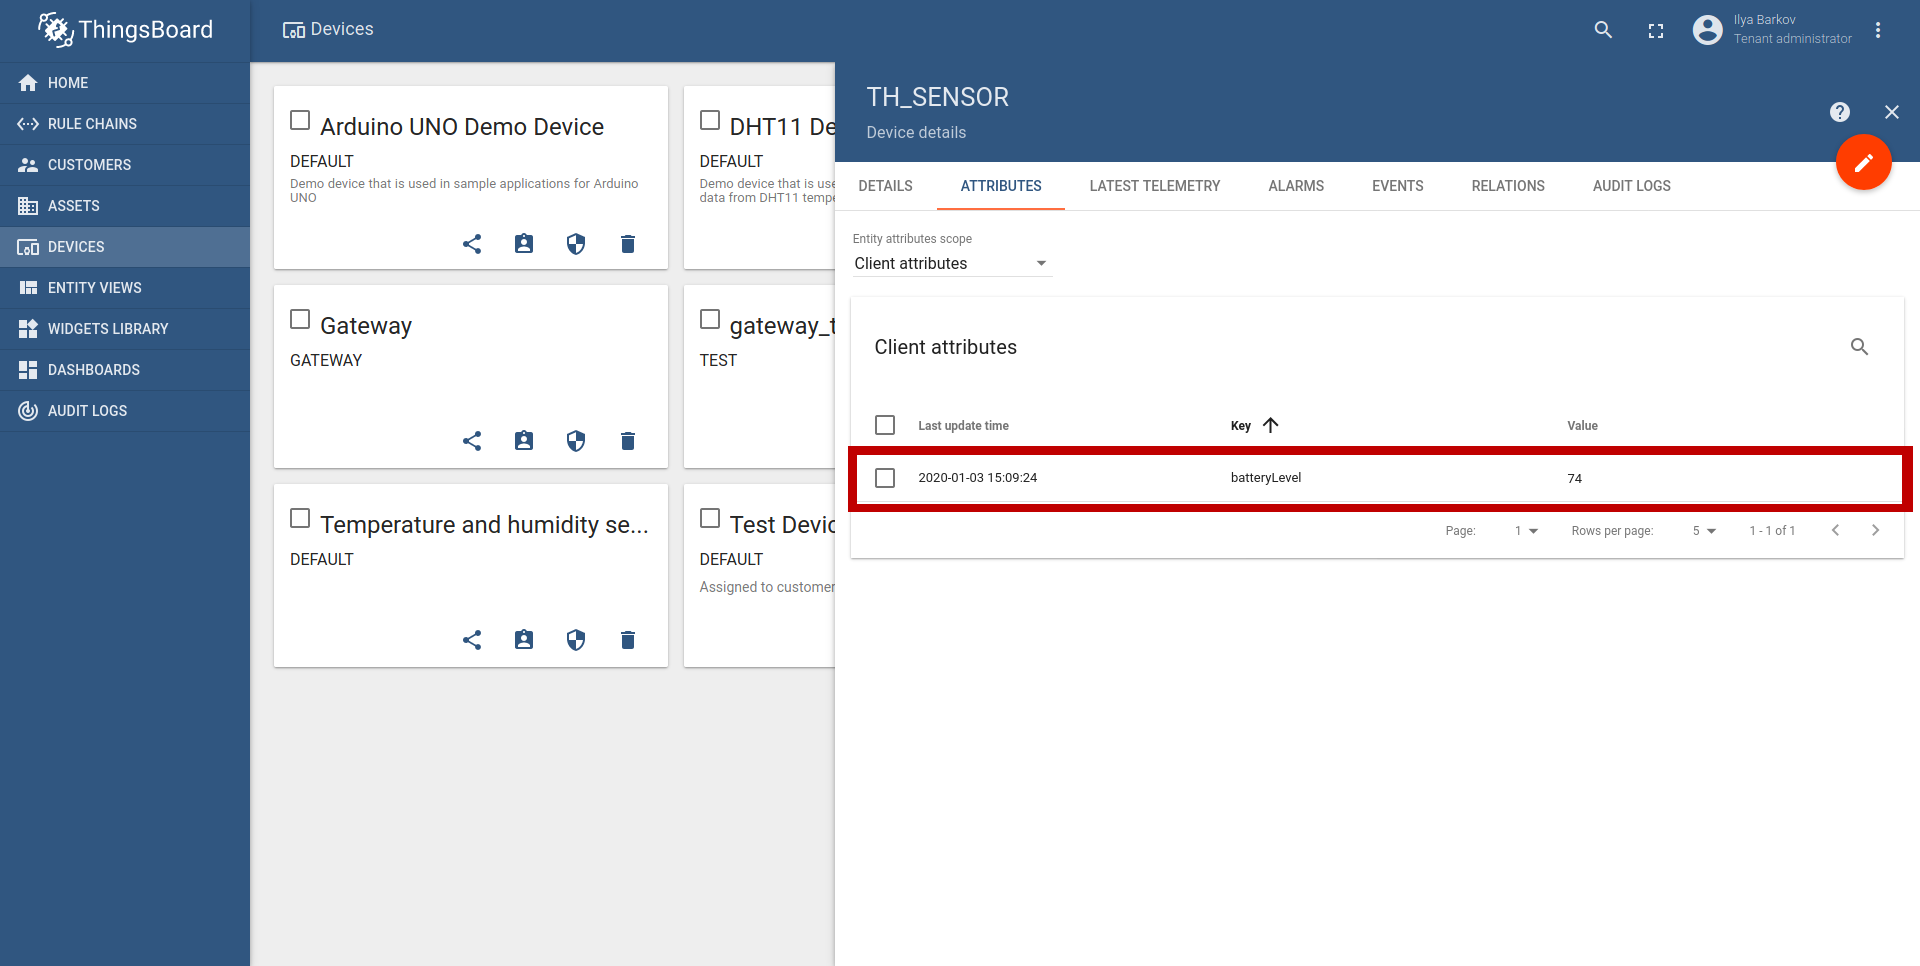 ThingsBoard
Devices
Ilya Barkov
Tenant administrator
HOME
RULE CHAINS
CUSTOMERS
ASSETS
DEVICES
ENTITY VIEWS
WIDGETS LIBRARY
DASHBOARDS
AUDIT LOGS
Arduino UNO Demo Device
DEFAULT
Demo device that is used in sample applications for Arduino
UNO
DHT11 De
DEFAULT
Demo device that is use
data from DHT11 tempe
Gateway
GATEWAY
gateway_t
TEST
Temperature and humidity se...
DEFAULT
Test Devic
DEFAULT
Assigned to customer
TH_SENSOR
Device details
DETAILS ATTRIBUTES LATEST TELEMETRY ALARMS EVENTS RELATIONS AUDIT LOGS
Entity attributes scope
Client attributes
Client attributes
Last update time Key Value
2020-01-03 15:09:24 batteryLevel 74
Page: 1 Rows per page: 5 1 - 1 of 1